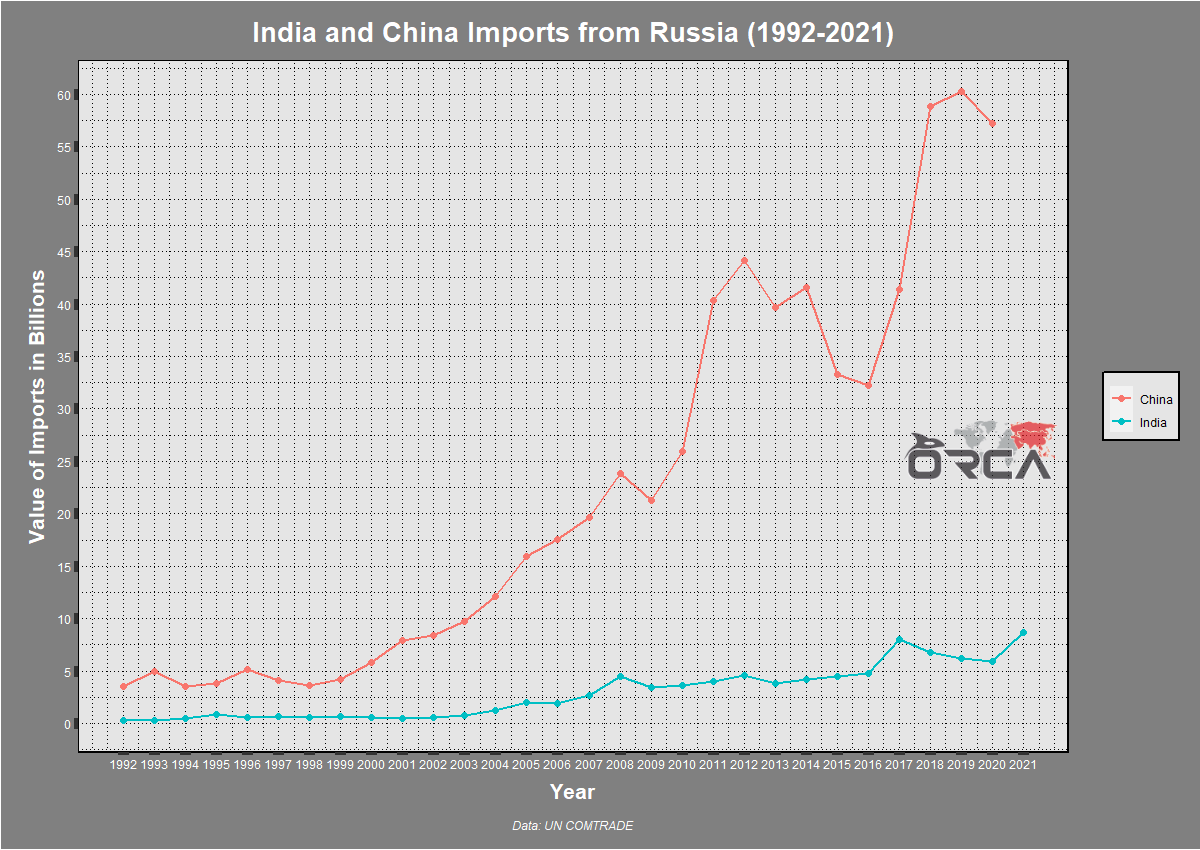 India and China Imports from Russia (1992-2021)
Value of Imports in Billions
60
55
50
45
40
35
30
25
20
15
10
5
0
ORCA
China
India
1992 1993 1994 1995 1996 1997 1998 1999 2000 2001 2002 2003 2004 2005 2006 2007 2008 2009 2010 2011 2012 2013 2014 2015 2016 2017 2018 2019 2020 2021
Year
Data: UN COMTRADE